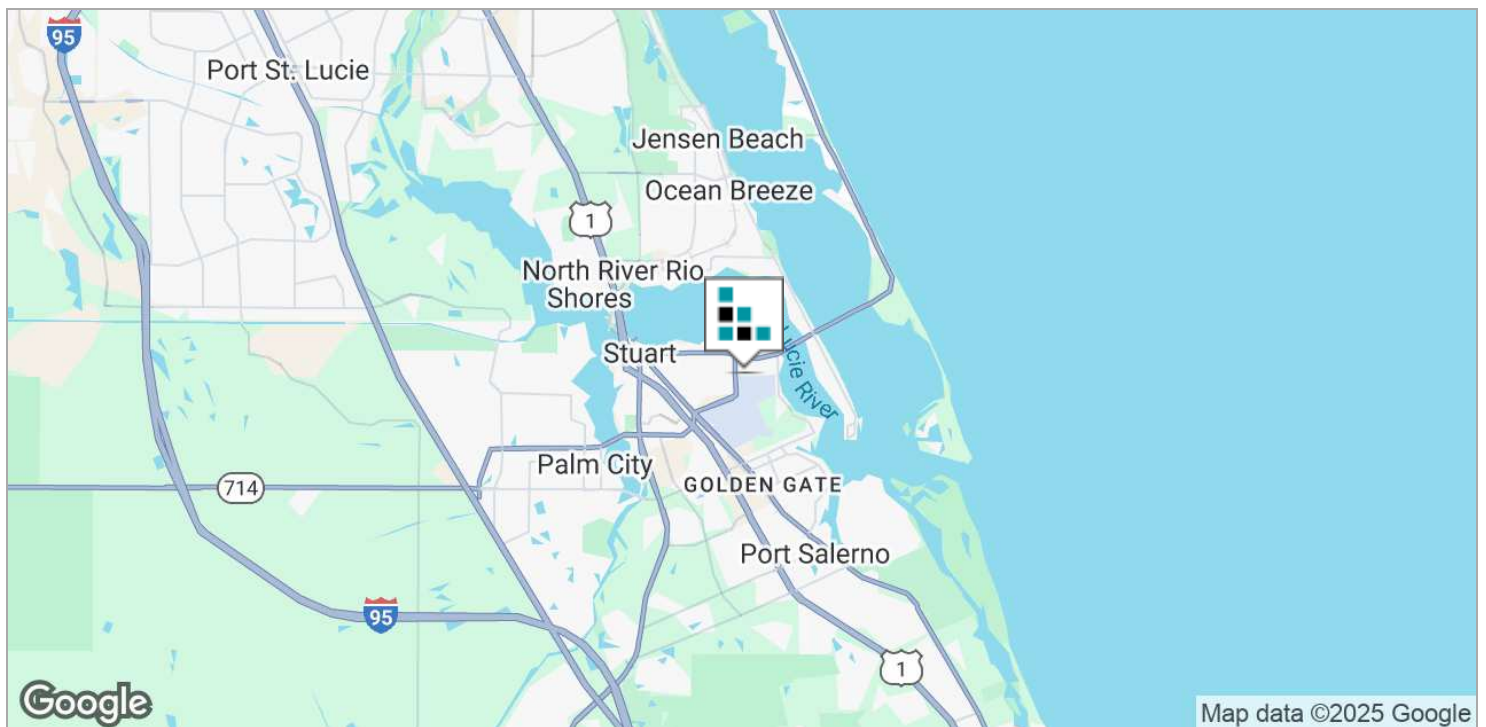 95
Port St. Lucie
Jensen Beach
Ocean Breeze
1
North River
Shores
Rio
Stuart
Lucie River
Palm City
GOLDEN GATE
714
Port Salerno
95
1
Google
Map data ©2025 Google